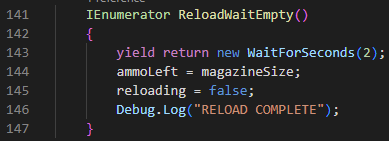 141 IEnumerator ReloadWaitEmpty()
142 {
143 yield return new WaitForSeconds(2);
144 ammoLeft = magazineSize;
145 reloading = false;
146 Debug.Log("RELOAD COMPLETE");
147 }